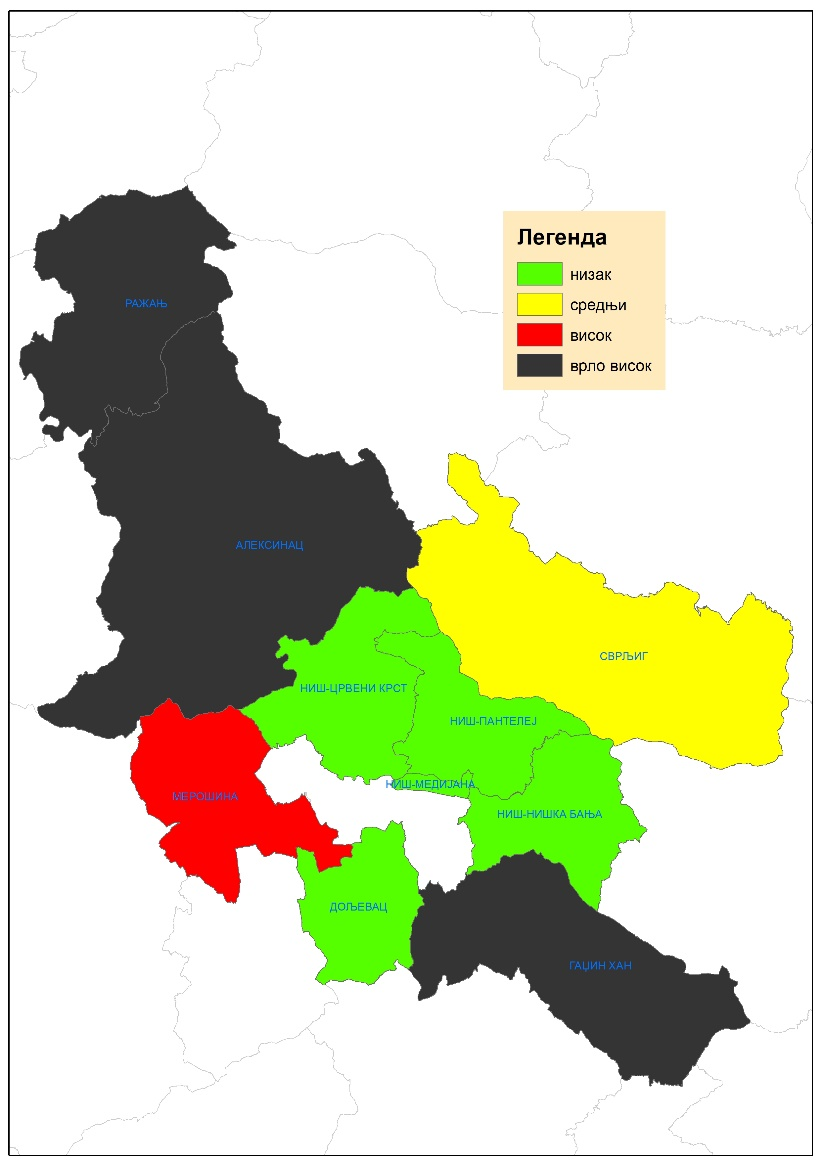 Легенда
низак
средњи
висок
врло висок
РАЖАЊ
АЛЕКСИНАЦ
СВРЉИГ
НИШ-ЦРВЕНИ КРСТ
НИШ-ПАНТЕЛЕЈ
НИШ-МЕДИЈАНА
МЕРОШИНА
НИШ-НИШКА БАЊА
ДОЉЕВАЦ
ГАЏИН ХАН